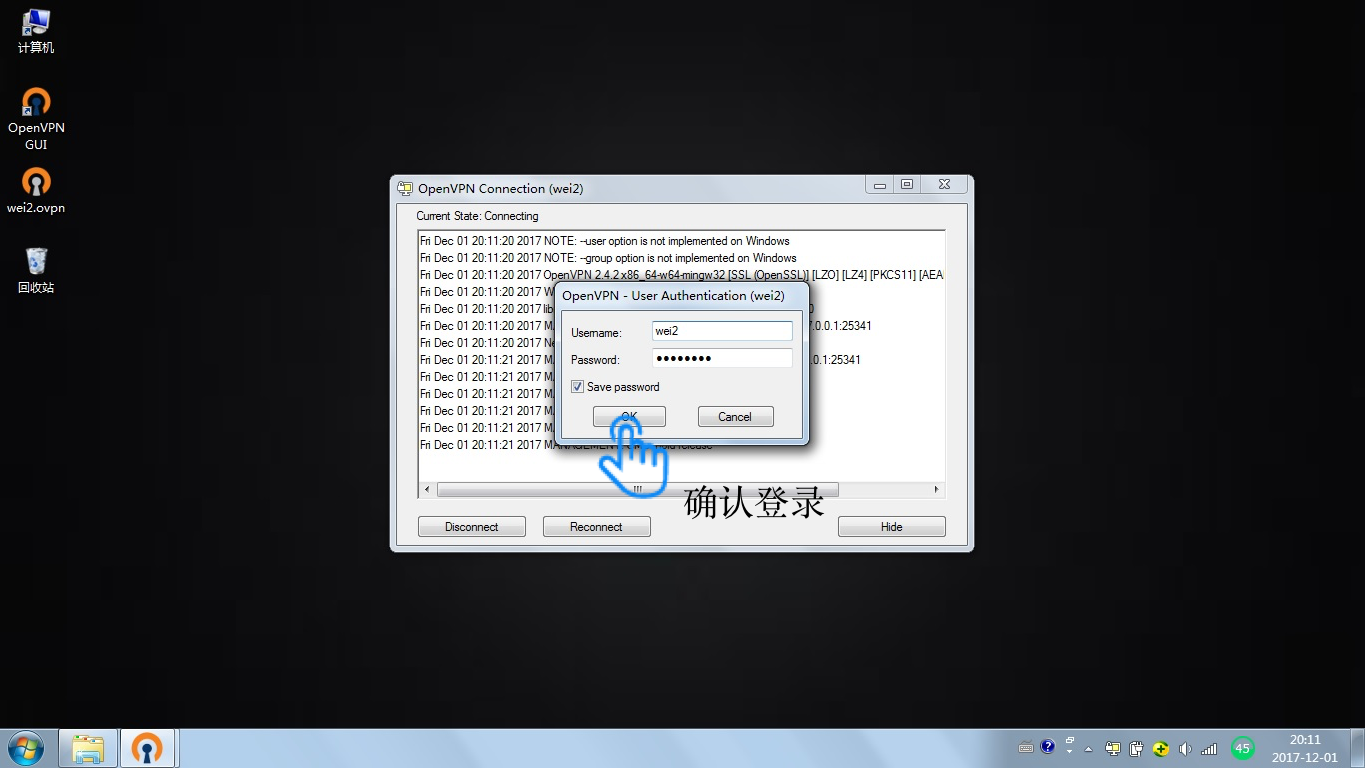 计算机
OpenVPN
GUI
wei2.ovpn
回收站
OpenVPN Connection (wei2)
Current State: Connecting
Fri Dec 01 20:11:20 2017 NOTE: --user option is not implemented on Windows
Fri Dec 01 20:11:20 2017 NOTE: --group option is not implemented on Windows
Fri Dec 01 20:11:20 2017 OpenVPN 2.4.2 x86_64-w64-mingw32 [SSL (OpenSSL)] [LZO] [LZ4] [PKCS11] [AEA
Fri Dec 01 20:11:20 2017 W
Fri Dec 01 20:11:20 2017 lib
Fri Dec 01 20:11:20 2017 M 7.0.0.1:25341
Fri Dec 01 20:11:20 2017 Ne
Fri Dec 01 20:11:21 2017 M .0.1:25341
Fri Dec 01 20:11:21 2017 M
Fri Dec 01 20:11:21 2017 M
Fri Dec 01 20:11:21 2017 M
Fri Dec 01 20:11:21 2017 M
Fri Dec 01 20:11:21 2017 release
OpenVPN - User Authentication (wei2)
Username: wei2
Password: ••••••••
Save password
OK Cancel
确认登录
Disconnect Reconnect Hide
45
20:11
2017-12-01